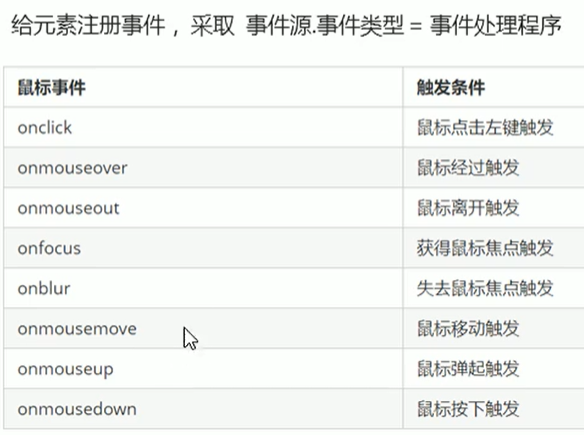 给元素注册事件，采取 事件源.事件类型 = 事件处理程序
鼠标事件 触发条件
onclick 鼠标点击左键触发
onmouseover 鼠标经过触发
onmouseout 鼠标离开触发
onfocus 获得鼠标焦点触发
onblur 失去鼠标焦点触发
onmousemove 鼠标移动触发
onmouseup 鼠标弹起触发
onmousedown 鼠标按下触发